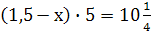 (1,5 − x) · 5 = 10 1/4